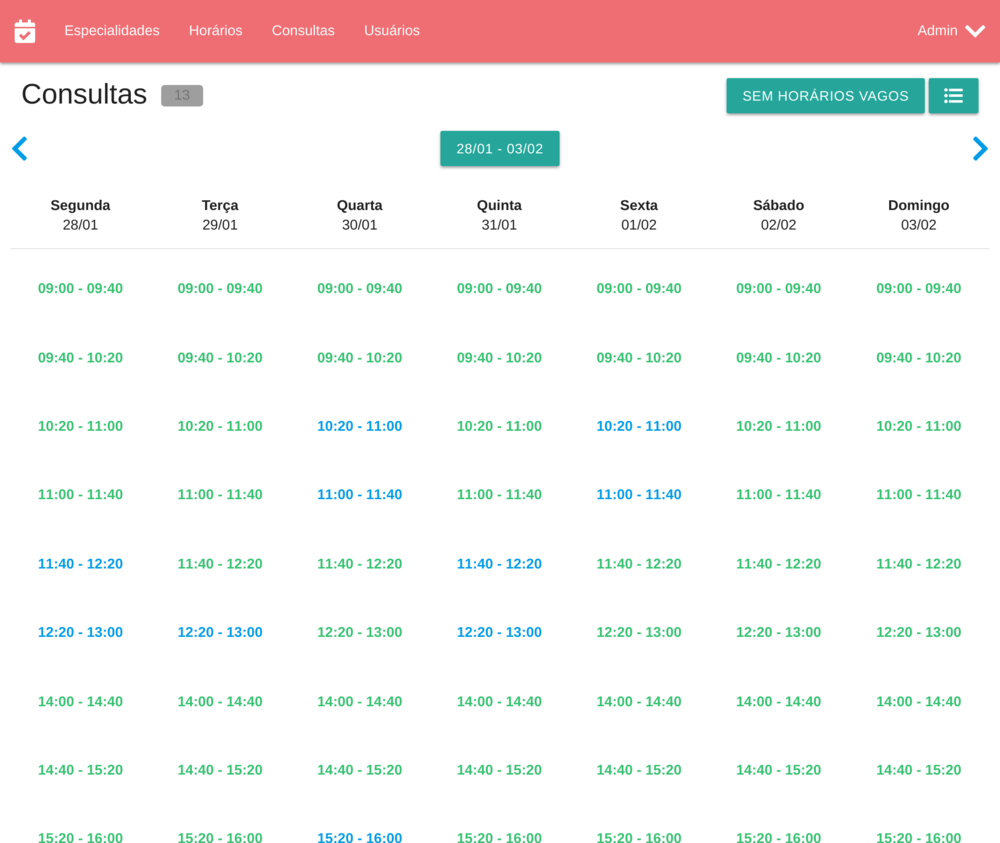 Especialidades Horários Consultas Usuários Admin
Consultas 13 SEM HORÁRIOS VAGOS
28/01 - 03/02
Segunda Terça Quarta Quinta Sexta Sábado Domingo
28/01 29/01 30/01 31/01 01/02 02/02 03/02
09:00 - 09:40 09:00 - 09:40 09:00 - 09:40 09:00 - 09:40 09:00 - 09:40 09:00 - 09:40 09:00 - 09:40
09:40 - 10:20 09:40 - 10:20 09:40 - 10:20 09:40 - 10:20 09:40 - 10:20 09:40 - 10:20 09:40 - 10:20
10:20 - 11:00 10:20 - 11:00 10:20 - 11:00 10:20 - 11:00 10:20 - 11:00 10:20 - 11:00 10:20 - 11:00
11:00 - 11:40 11:00 - 11:40 11:00 - 11:40 11:00 - 11:40 11:00 - 11:40 11:00 - 11:40 11:00 - 11:40
11:40 - 12:20 11:40 - 12:20 11:40 - 12:20 11:40 - 12:20 11:40 - 12:20 11:40 - 12:20 11:40 - 12:20
12:20 - 13:00 12:20 - 13:00 12:20 - 13:00 12:20 - 13:00 12:20 - 13:00 12:20 - 13:00 12:20 - 13:00
14:00 - 14:40 14:00 - 14:40 14:00 - 14:40 14:00 - 14:40 14:00 - 14:40 14:00 - 14:40 14:00 - 14:40
14:40 - 15:20 14:40 - 15:20 14:40 - 15:20 14:40 - 15:20 14:40 - 15:20 14:40 - 15:20 14:40 - 15:20
15:20 - 16:00 15:20 - 16:00 15:20 - 16:00 15:20 - 16:00 15:20 - 16:00 15:20 - 16:00 15:20 - 16:00